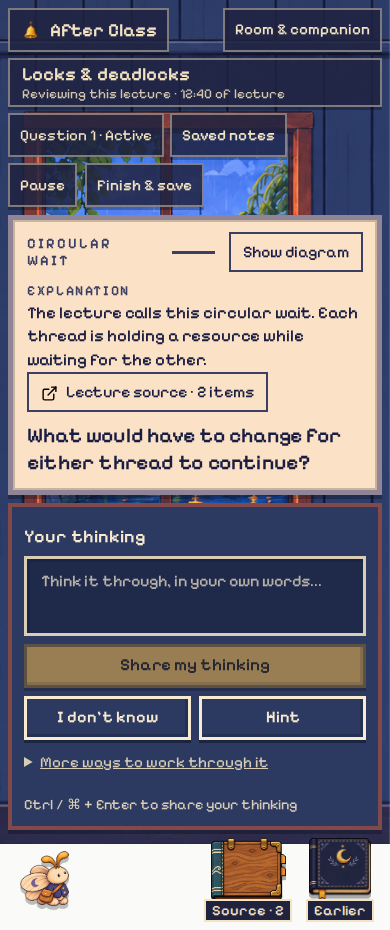 After Class
Room & companion
Locks & deadlocks
Reviewing this lecture · 12:40 of lecture
Question 1 · Active
Saved notes
Pause
Finish & save
CIRCULAR
WAIT
Show diagram
EXPLANATION
The lecture calls this circular wait. Each
thread is holding a resource while
waiting for the other.
Lecture source · 2 items
What would have to change for
either thread to continue?
Your thinking
Think it through, in your own words...
Share my thinking
I don't know
Hint
More ways to work through it
Ctrl / ⌘ + Enter to share your thinking
Source · 2
Earlier